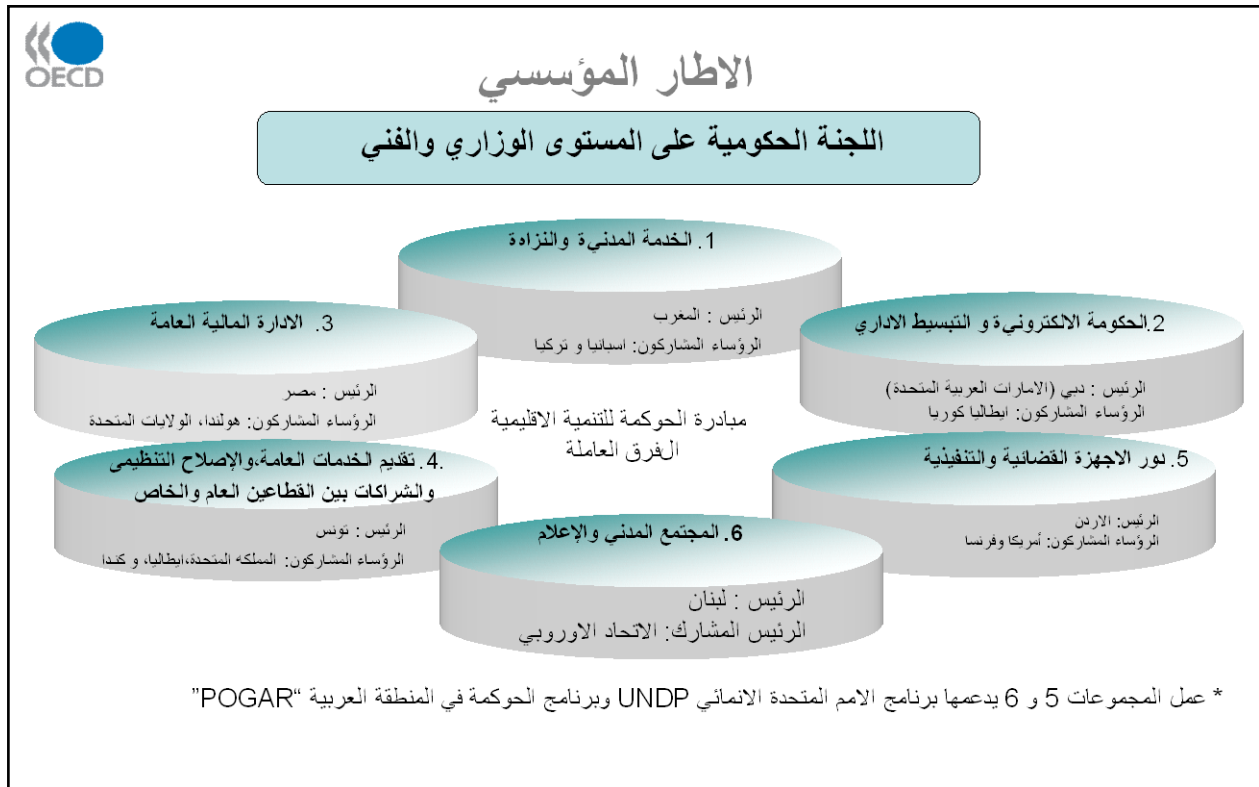 OECD
الاطار المؤسسي
اللجنة الحكومية على المستوى الوزاري والفني
1. الخدمة المدنية والنزاهة
الرئيس : المغرب
الرؤساء المشاركون: اسبانيا و تركيا
2.الحكومة الالكترونية و التبسيط الاداري
الرئيس : دبي (الامارات العربية المتحدة)
الرؤساء المشاركون: ايطاليا كوريا
3. الادارة المالية العامة
الرئيس : مصر
الرؤساء المشاركون: هولندا، الولايات المتحدة
مبادرة الحوكمة للتنمية الاقليمية
الفرق العاملة
4. تقديم الخدمات العامة،والإصلاح التنظيمى.
والشراكات بين القطاعين العام والخاص
الرئيس : تونس
الرؤساء المشاركون: المملكه المتحدة،ايطاليا، و كندا
5. دور الاجهزة القضائية والتنفيذية
الرئيس: الاردن
الرؤساء المشاركون: أمريكا وفرنسا
6. المجتمع المدني والإعلام
الرئيس : لبنان
الرئيس المشارك: الاتحاد الاوروبي
* عمل المجموعات 5 و 6 يدعمها برنامج الامم المتحدة الانمائي UNDP وبرنامج الحوكمة في المنطقة العربية “POGAR”